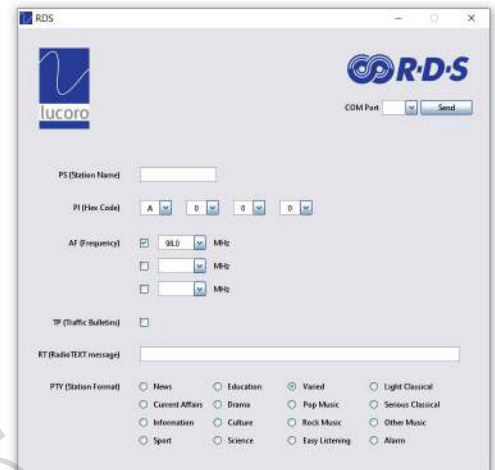 RDS
lucoro
R·D·S
COM Port Send
PS (Station Name)
PI (Hex Code) A 0 0 0
AF (Frequency) 98.0 MHz
MHz
MHz
TP (Traffic Bulletins)
RT (RadioTEXT message)
PTY (Station Format) News Education Varied Light Classical
Current Affairs Drama Pop Music Serious Classical
Information Culture Rock Music Other Music
Sport Science Easy Listening Alarm